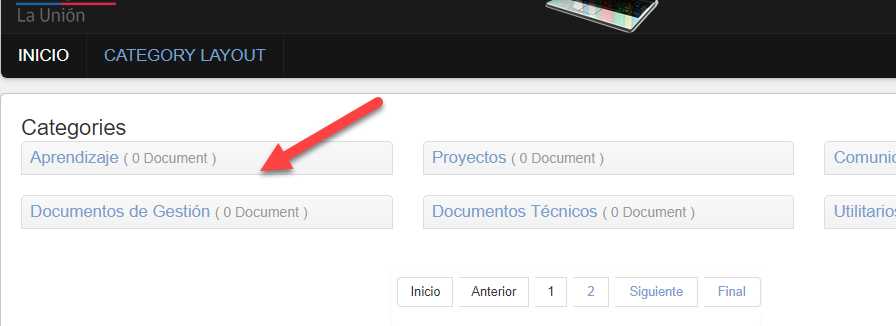 La Unión
INICIO CATEGORY LAYOUT
Categories
Aprendizaje ( 0 Document ) Proyectos ( 0 Document )
Documentos de Gestión ( 0 Document ) Documentos Técnicos ( 0 Document ) Utilitarios
Inicio Anterior 1 2 Siguiente Final